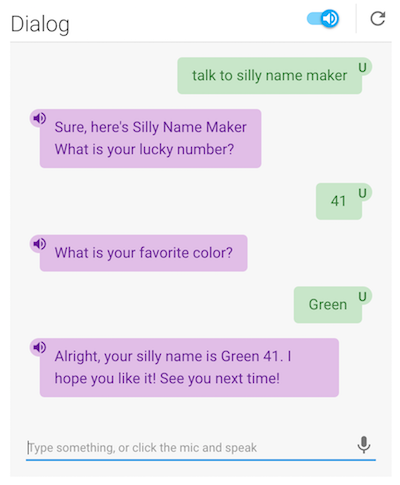 Dialog
talk to silly name maker
U
Sure, here's Silly Name Maker
What is your lucky number?
41
U
What is your favorite color?
Green
U
Alright, your silly name is Green 41. I
hope you like it! See you next time!
Type something, or click the mic and speak